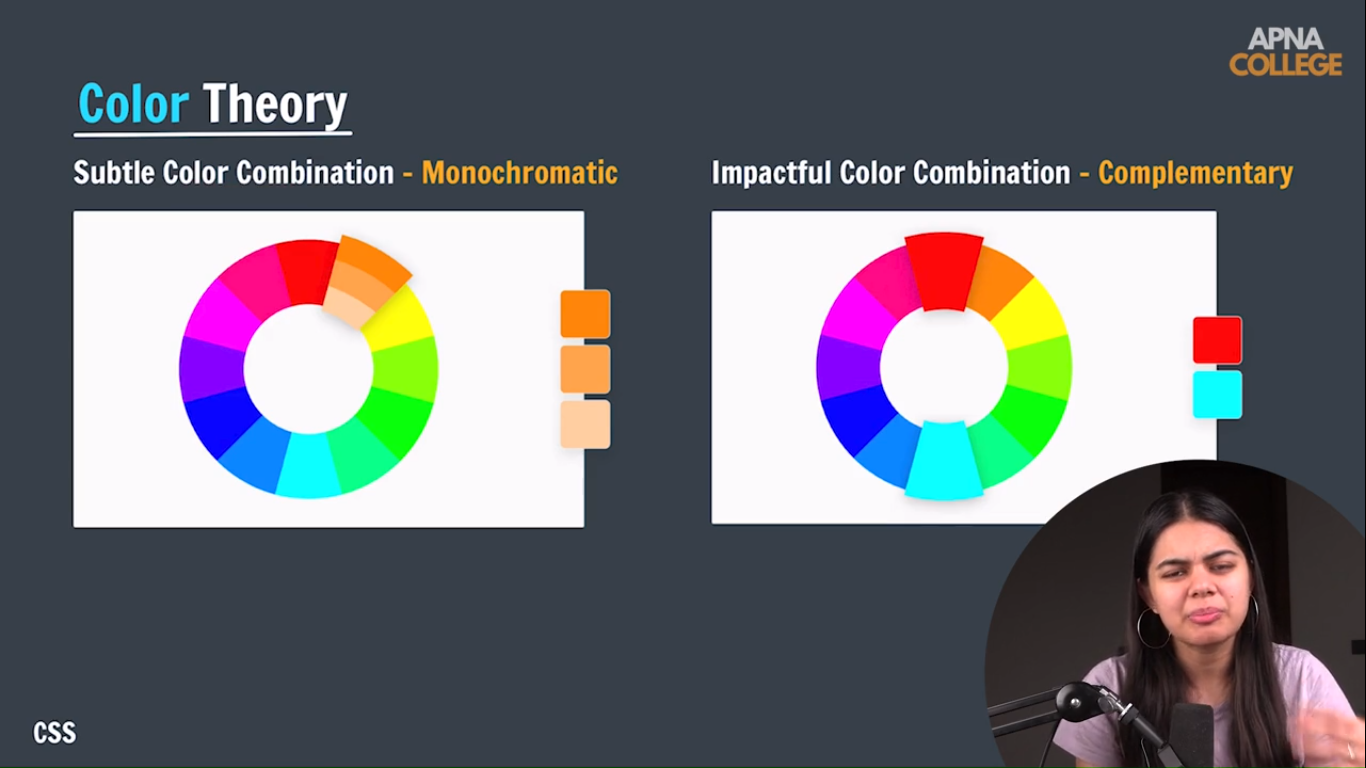 APNA
COLLEGE
Color Theory
Subtle Color Combination - Monochromatic
Impactful Color Combination - Complementary
CSS